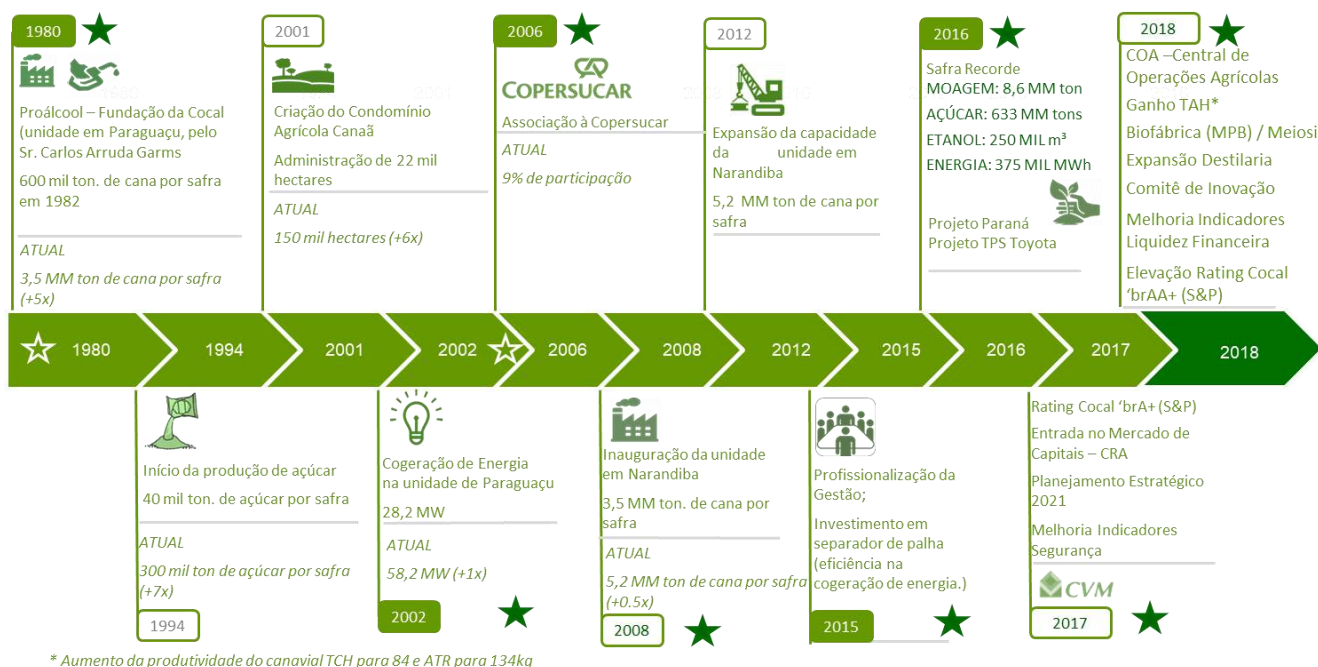 1980
Proálcool – Fundação da Cocal
(unidade em Paraguaçu, pelo
Sr. Carlos Arruda Garms
600 mil ton. de cana por safra
em 1982
ATUAL
3,5 MM ton de cana por safra
(+5x)
2001
Criação do Condomínio
Agrícola Canaã
Administração de 22 mil
hectares
ATUAL
150 mil hectares (+6x)
2006
COPERSUCAR
Associação à Copersucar
ATUAL
9% de participação
2012
Expansão da capacidade
da unidade em
Narandiba
5,2 MM ton de cana por
safra
2016
Safra Recorde
MOAGEM: 8,6 MM ton
AÇÚCAR: 633 MM tons
ETANOL: 250 MIL m³
ENERGIA: 375 MIL MWh
Projeto Paraná
Projeto TPS Toyota
2018
COA –Central de
Operações Agrícolas
Ganho TAH*
Biofábrica (MPB) / Meiosi
Expansão Destilaria
Comitê de Inovação
Melhoria Indicadores
Liquidez Financeira
Elevação Rating Cocal
‘brAA+ (S&P)
1980 1994 2001 2002 2006 2008 2012 2015 2016 2017 2018
Início da produção de açúcar
40 mil ton. de açúcar por safra
ATUAL
300 mil ton de açúcar por safra
(+7x)
1994
Cogeração de Energia
na unidade de Paraguaçu
28,2 MW
ATUAL
58,2 MW (+1x)
2002
Inauguração da unidade
em Narandiba
3,5 MM ton. de cana por
safra
ATUAL
5,2 MM ton de cana por safra
(+0.5x)
2008
Profissionalização da
Gestão;
Investimento em
separador de palha
(eficiência na
cogeração de energia.)
2015
Rating Cocal ‘brA+ (S&P)
Entrada no Mercado de
Capitais – CRA
Planejamento Estratégico
2021
Melhoria Indicadores
Segurança
CVM
2017
* Aumento da produtividade do canavial TCH para 84 e ATR para 134kg